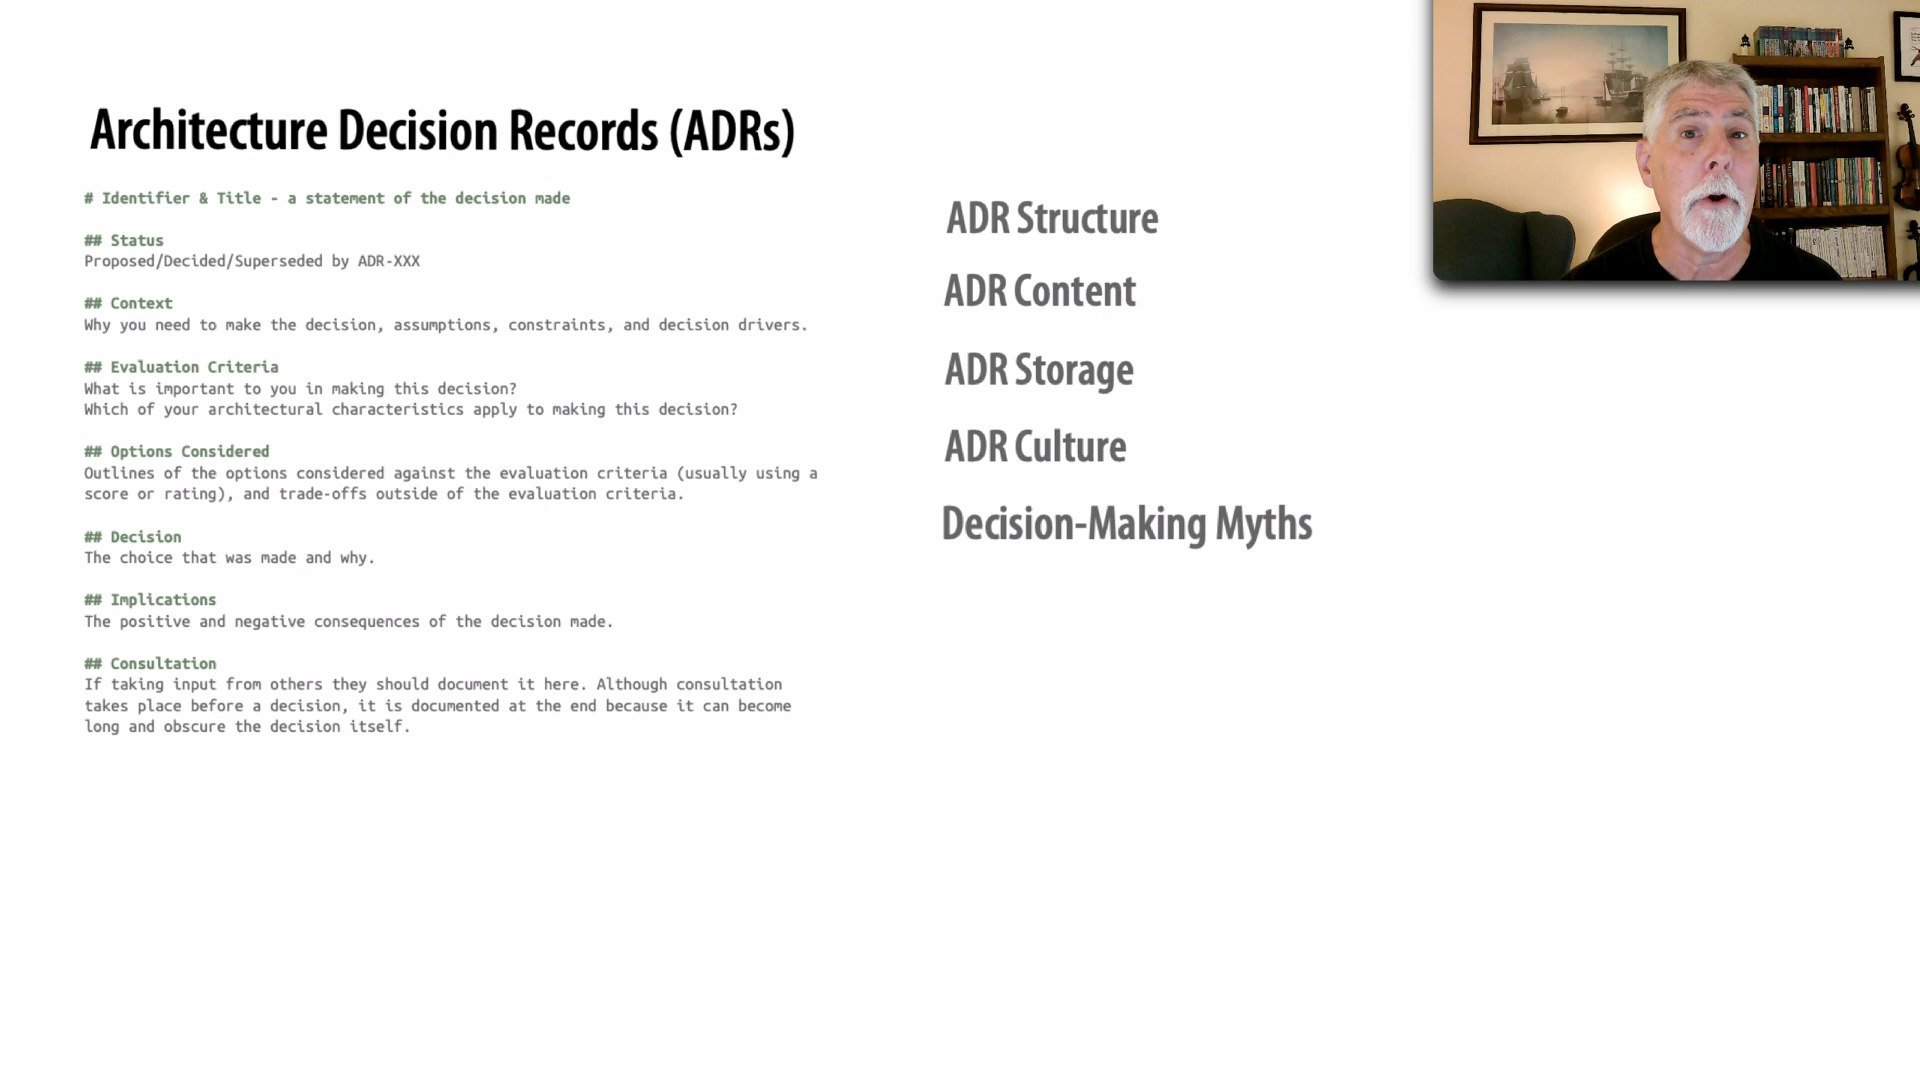 Architecture Decision Records (ADRs)
# Identifier & Title - a statement of the decision made
## Status
Proposed/Decided/Superseded by ADR-XXX
## Context
Why you need to make the decision, assumptions, constraints, and decision drivers.
## Evaluation Criteria
What is important to you in making this decision?
Which of your architectural characteristics apply to making this decision?
## Options Considered
Outlines of the options considered against the evaluation criteria (usually using a
score or rating), and trade-offs outside of the evaluation criteria.
## Decision
The choice that was made and why.
## Implications
The positive and negative consequences of the decision made.
## Consultation
If taking input from others they should document it here. Although consultation
takes place before a decision, it is documented at the end because it can become
long and obscure the decision itself.
ADR Structure
ADR Content
ADR Storage
ADR Culture
Decision-Making Myths